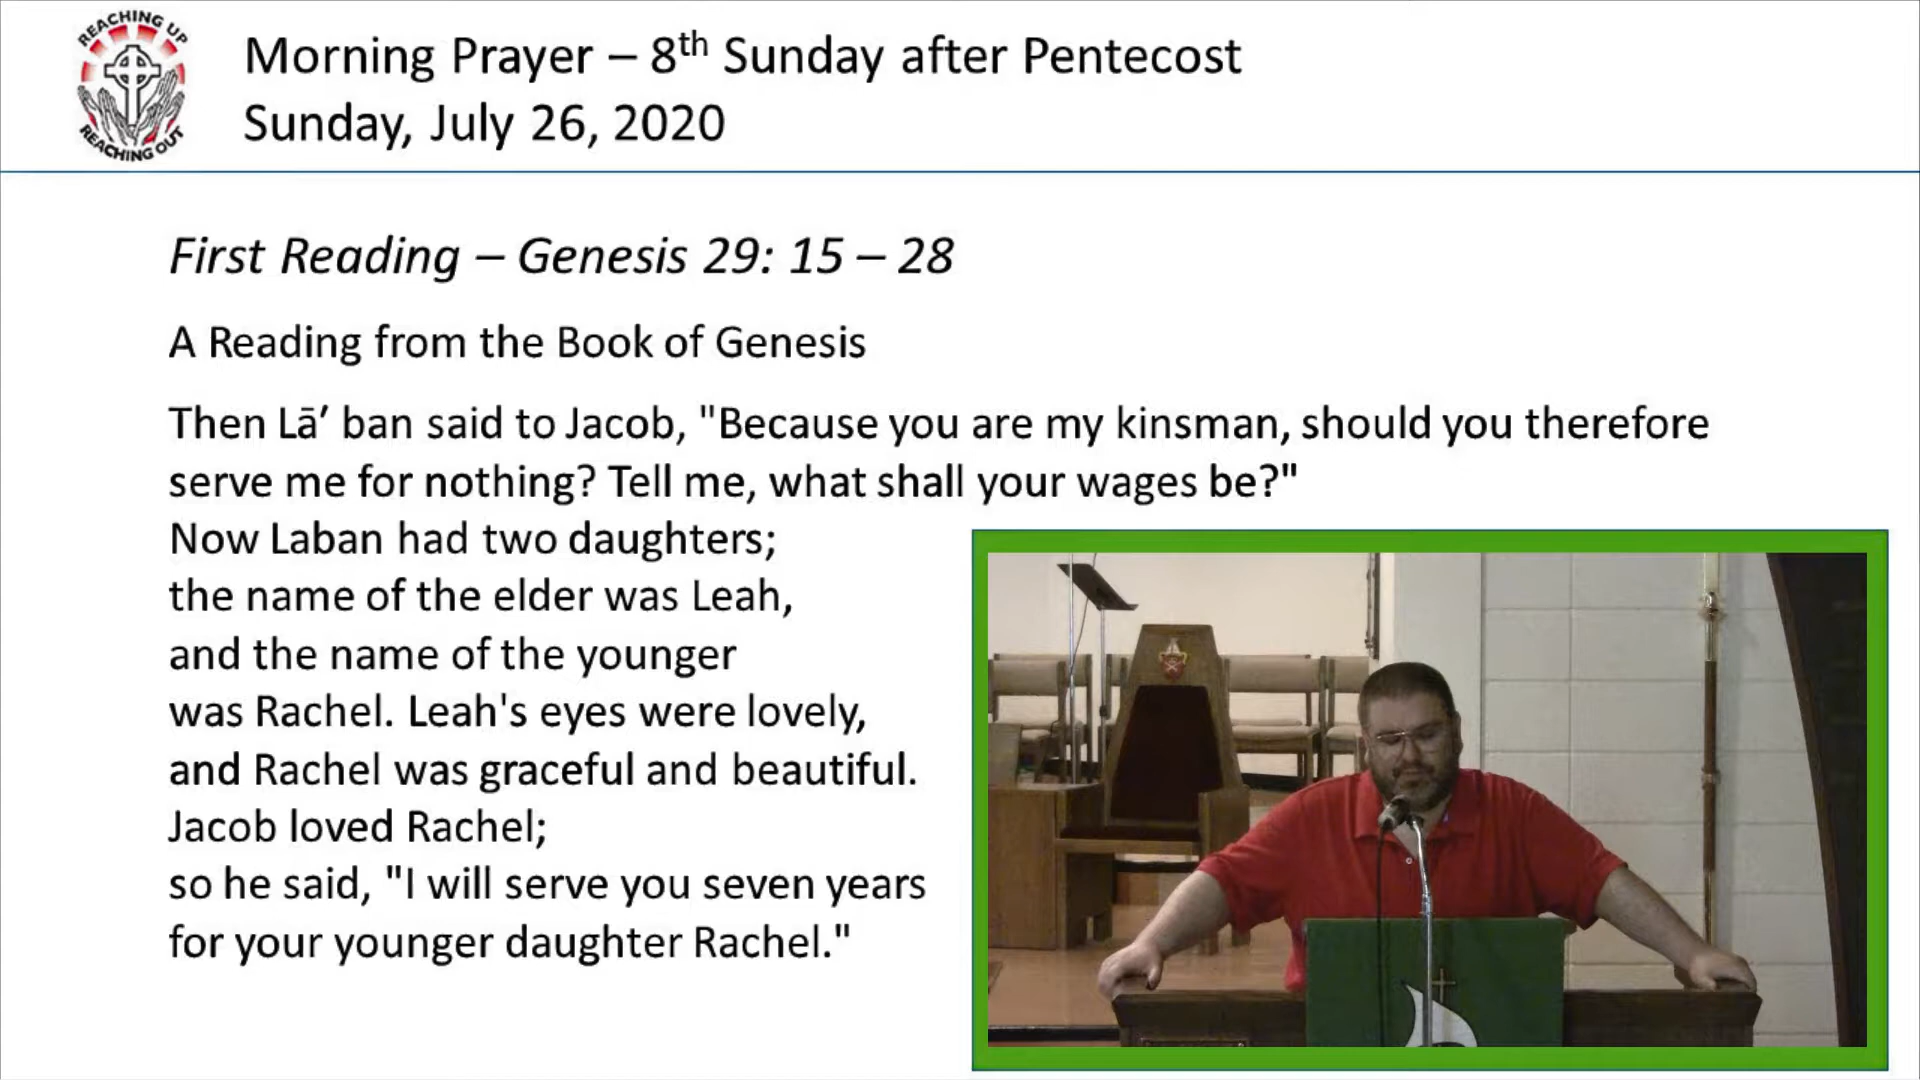 REACHING UP
REACHING OUT
Morning Prayer – 8th Sunday after Pentecost
Sunday, July 26, 2020
First Reading – Genesis 29: 15 – 28
A Reading from the Book of Genesis
Then Lā′ ban said to Jacob, "Because you are my kinsman, should you therefore
serve me for nothing? Tell me, what shall your wages be?"
Now Laban had two daughters;
the name of the elder was Leah,
and the name of the younger
was Rachel. Leah's eyes were lovely,
and Rachel was graceful and beautiful.
Jacob loved Rachel;
so he said, "I will serve you seven years
for your younger daughter Rachel."